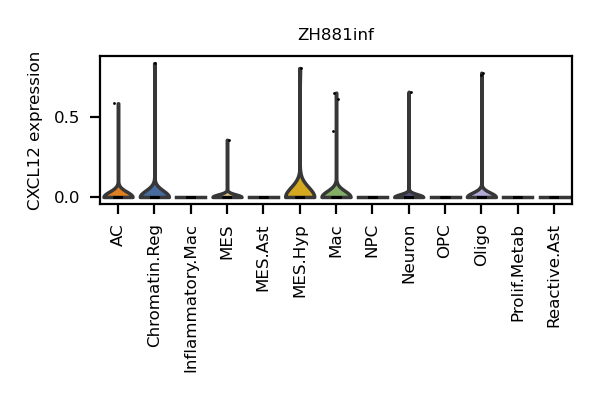 ZH881inf
CXCL12 expression
0.5
0.0
AC
Chromatin.Reg
Inflammatory.Mac
MES
MES.Ast
MES.Hyp
Mac
NPC
Neuron
OPC
Oligo
Prolif.Metab
Reactive.Ast